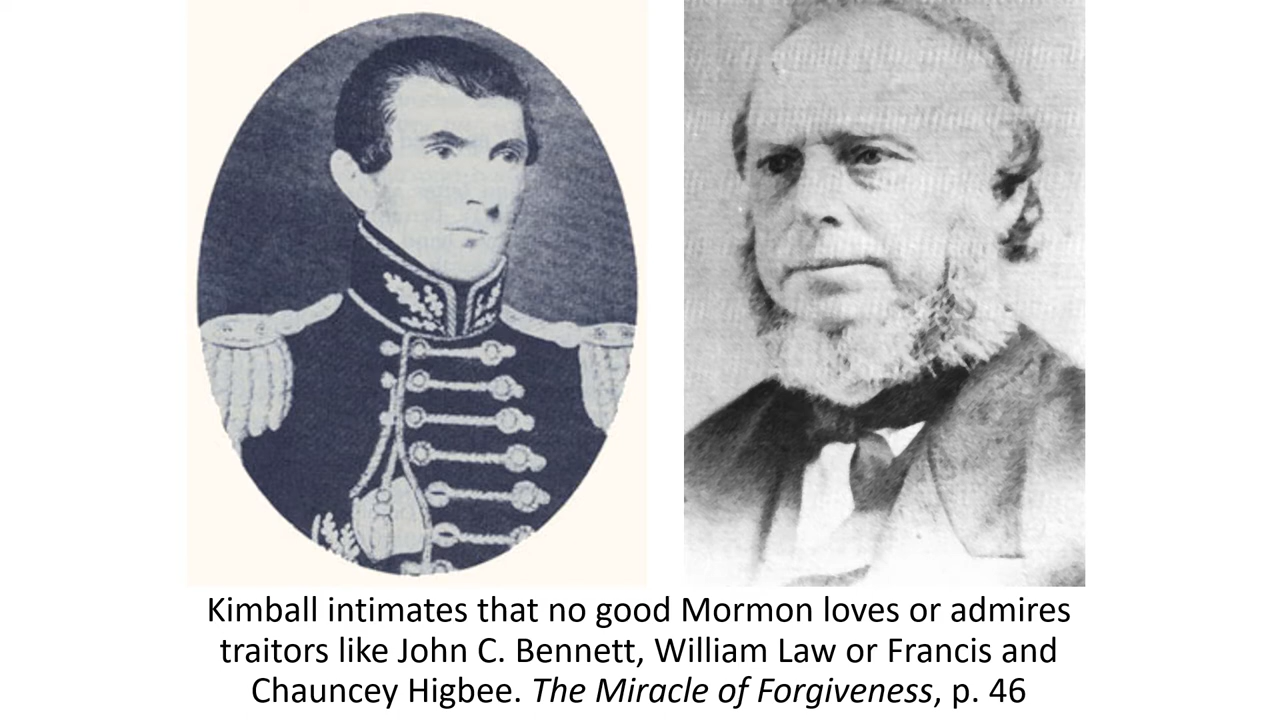 Kimball intimates that no good Mormon loves or admires
traitors like John C. Bennett, William Law or Francis and
Chauncey Higbee. The Miracle of Forgiveness, p. 46